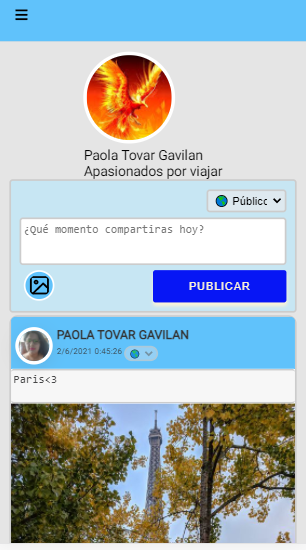 Paola Tovar Gavilan
Apasionados por viajar
Públic
¿Qué momento compartiras hoy?
PUBLICAR
PAOLA TOVAR GAVILAN
2/6/2021 0:45:26
Paris<3